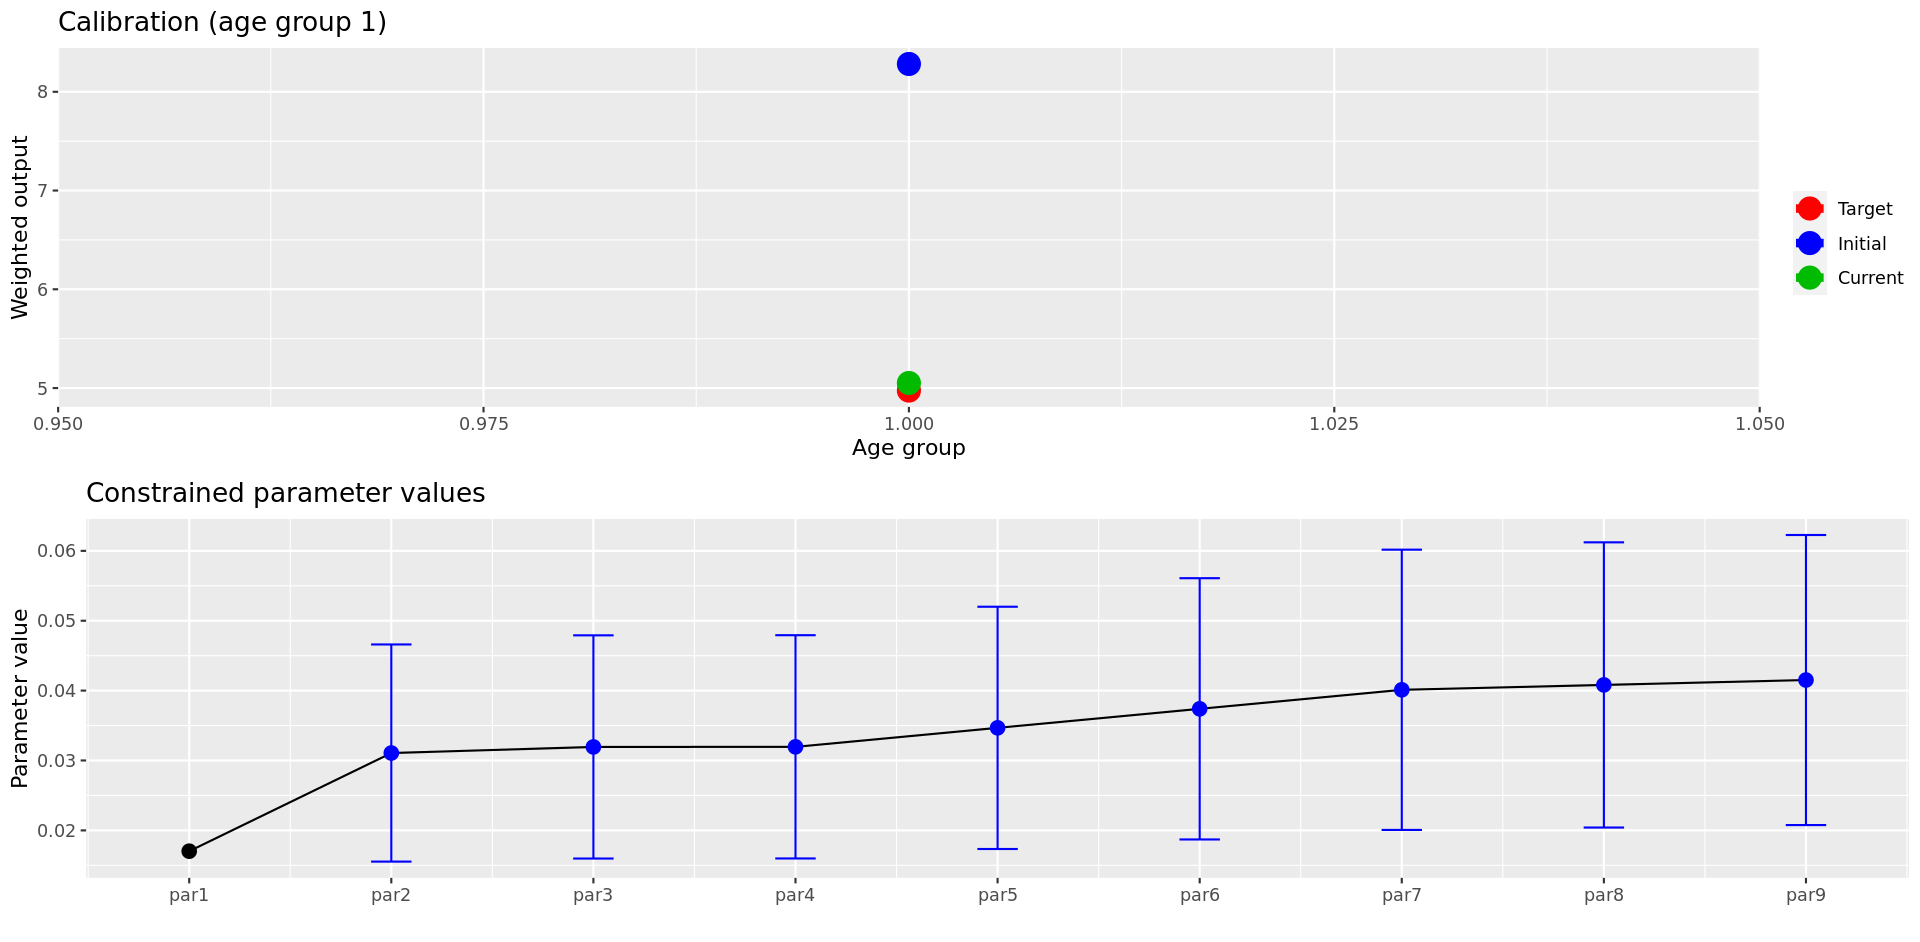 Calibration (age group 1)
Weighted output
8
7
6
5
0.950 0.975 1.000 1.025 1.050
Age group
Target
Initial
Current
Constrained parameter values
Parameter value
0.06
0.05
0.04
0.03
0.02
par1 par2 par3 par4 par5 par6 par7 par8 par9